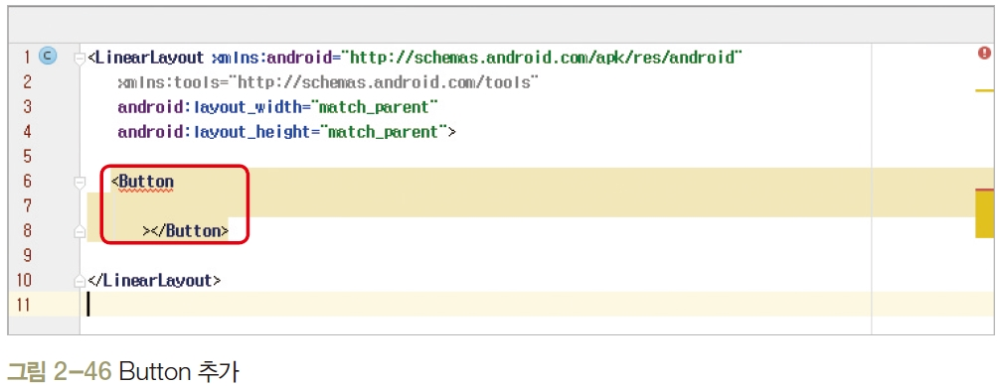 1 C <LinearLayout xmlns:android="http://schemas.android.com/apk/res/android"
2 xmlns:tools="http://schemas.android.com/tools"
3 android:layout_width="match_parent"
4 android:layout_height="match_parent">
5
6 <Button
7
8 ></Button>
9
10 </LinearLayout>
11
그림 2-46 Button 추가